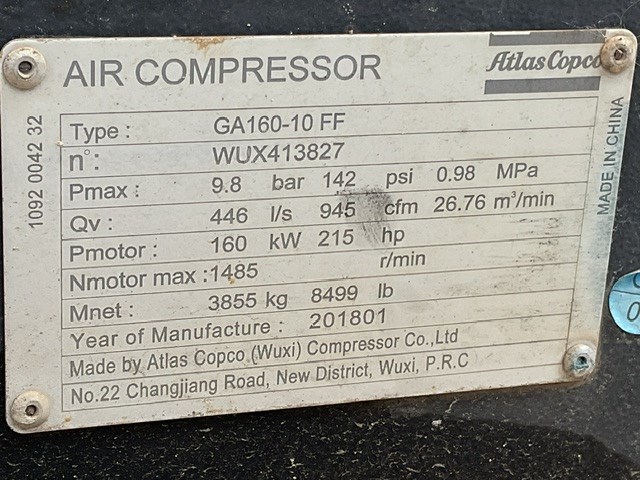 AIR COMPRESSOR
Atlas Copco
Type : GA160-10 FF
n° : WUX413827
Pmax : 9.8 bar 142 psi 0.98 MPa
Qv : 446 l/s 945 cfm 26.76 m³/min
Pmotor : 160 kW 215 hp
Nmotor max :1485 r/min
Mnet : 3855 kg 8499 lb
Year of Manufacture : 201801
Made by Atlas Copco (Wuxi) Compressor Co.,Ltd
No.22 Changjiang Road, New District, Wuxi, P.R.C
1092 0042 32
MADE IN CHINA